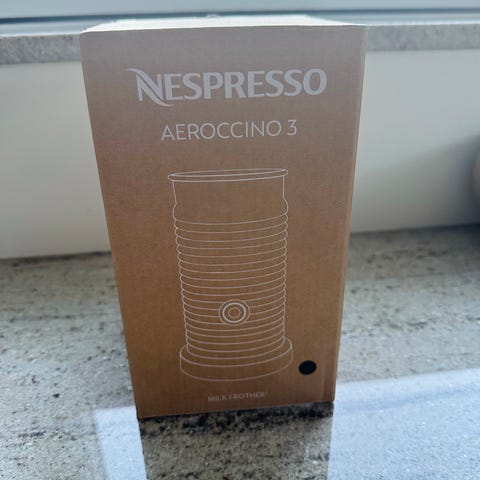 NESPRESSO
AEROCCINO 3
MILK FROTHER